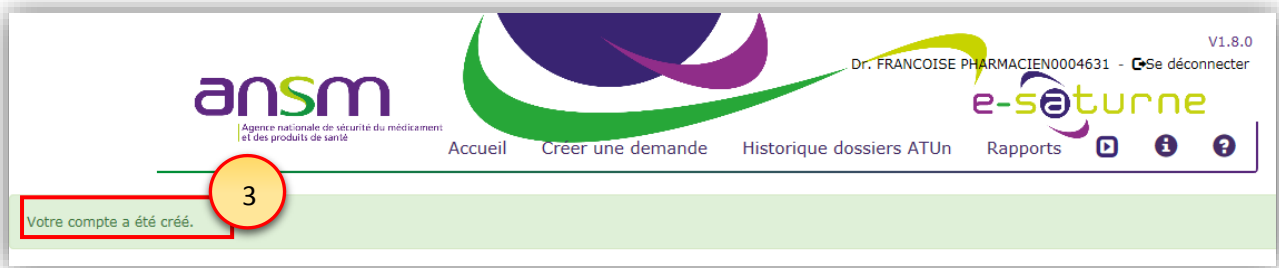 V1.8.0
Dr. FRANCOISE PHARMACIEN0004631 - Se déconnecter
ansm
Agence nationale de sécurité du médicament
et des produits de santé
e-saturne
Accueil Créer une demande Historique dossiers ATUn Rapports
3
Votre compte a été créé.